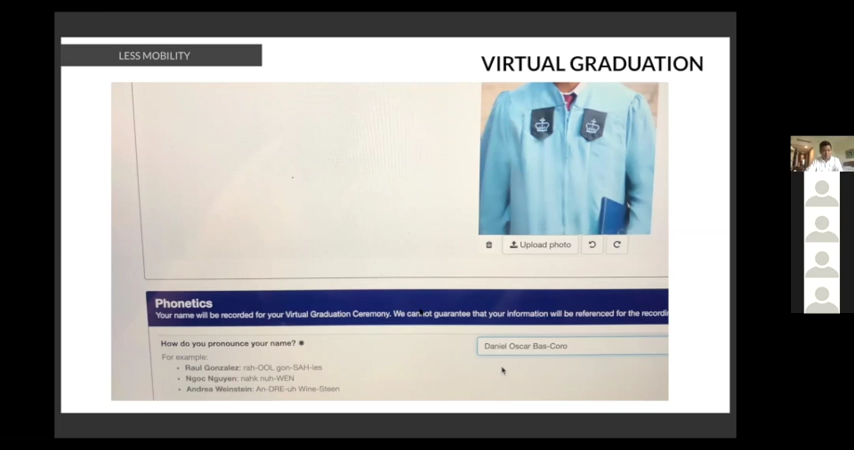 LESS MOBILITY
VIRTUAL GRADUATION
Upload photo
Phonetics
Your name will be recorded for your Virtual Graduation Ceremony. We cannot guarantee that your information will be referenced for the
How do you pronounce your name?
For example:
Raul Gonzalez: rah-OOL gon-SAH-les
Ngoc Nguyen: nahk nuh-WEN
Andrea Weinstein: An-DRE-uh Wine-Steen
Daniel Oscar Bas-Coro